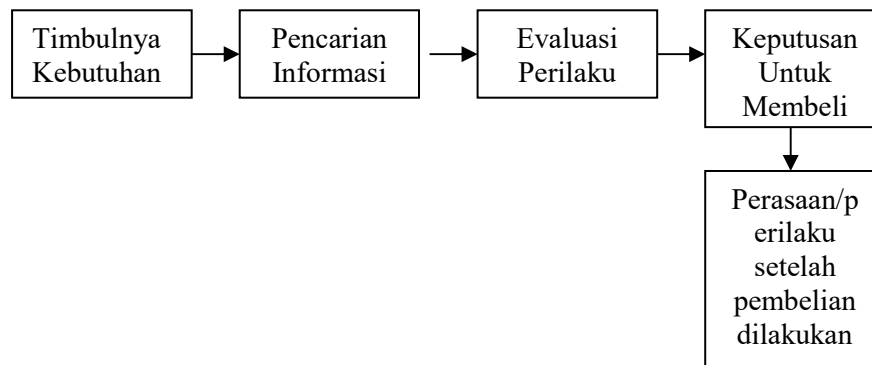 Timbulnya
Kebutuhan
Pencarian
Informasi
Evaluasi
Perilaku
Keputusan
Untuk
Membeli
Perasaan/p
erilaku
setelah
pembelian
dilakukan